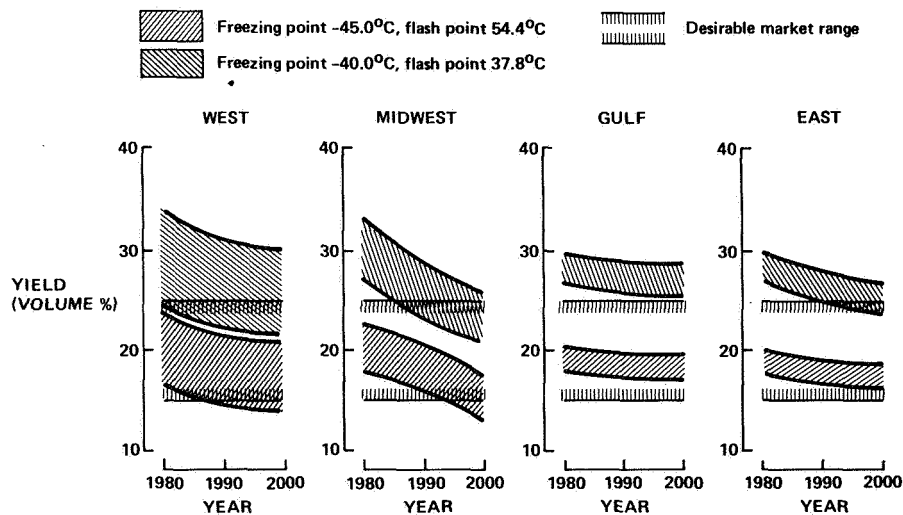 Freezing point –45.0°C, flash point 54.4°C
Desirable market range
Freezing point –40.0°C, flash point 37.8°C
WEST
MIDWEST
GULF
EAST
YIELD
(VOLUME %)
40
30
20
10
1980 1990 2000
YEAR
40
30
20
10
1980 1990 2000
YEAR
40
30
20
10
1980 1990 2000
YEAR
40
30
20
10
1980 1990 2000
YEAR